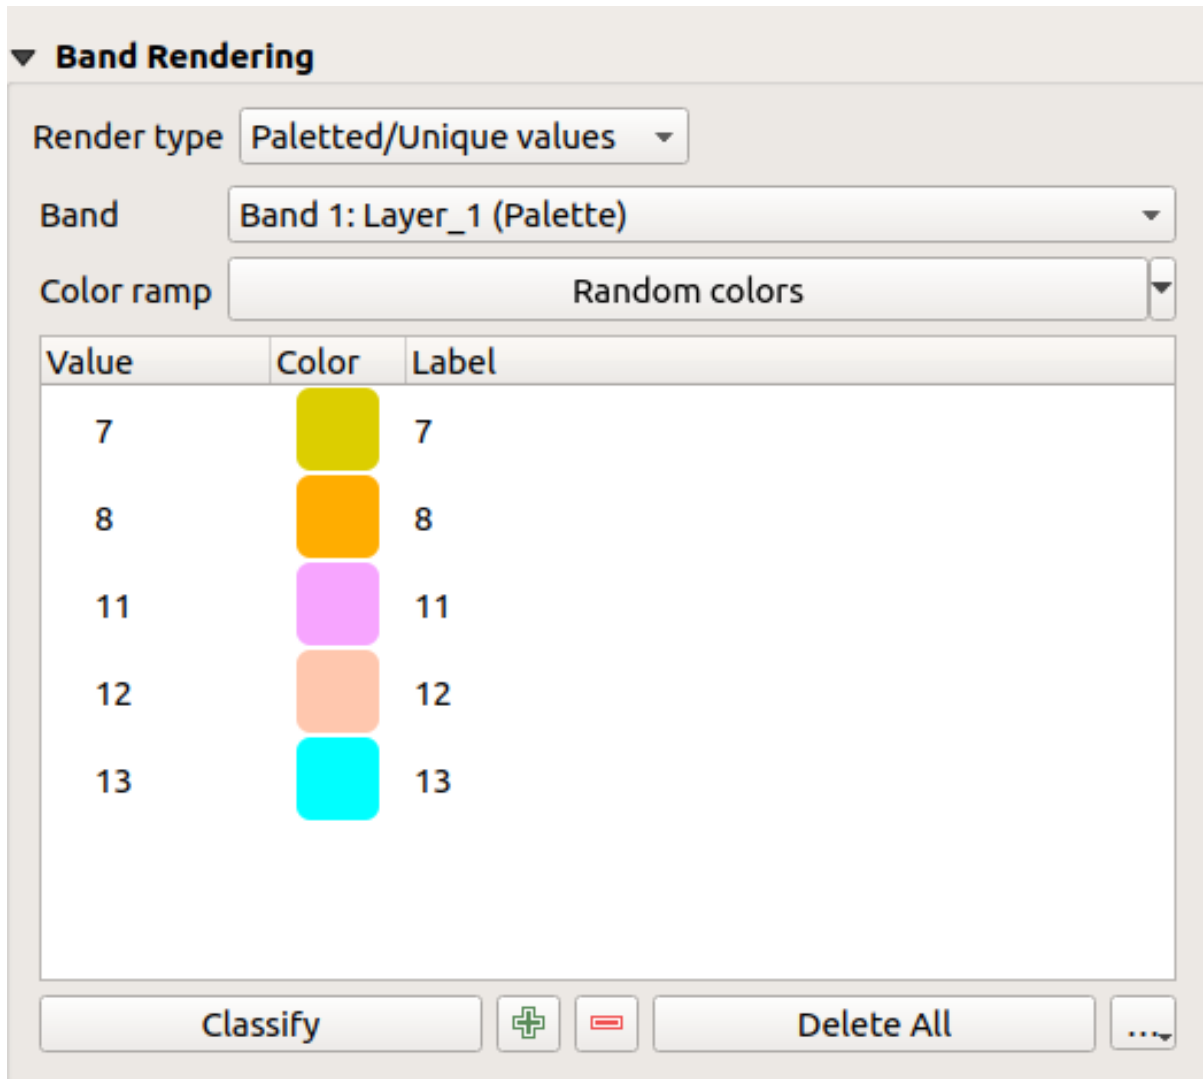 Band Rendering
Render type Paletted/Unique values
Band Band 1: Layer_1 (Palette)
Color ramp Random colors
Value Color Label
7 7
8 8
11 11
12 12
13 13
Classify Delete All ...